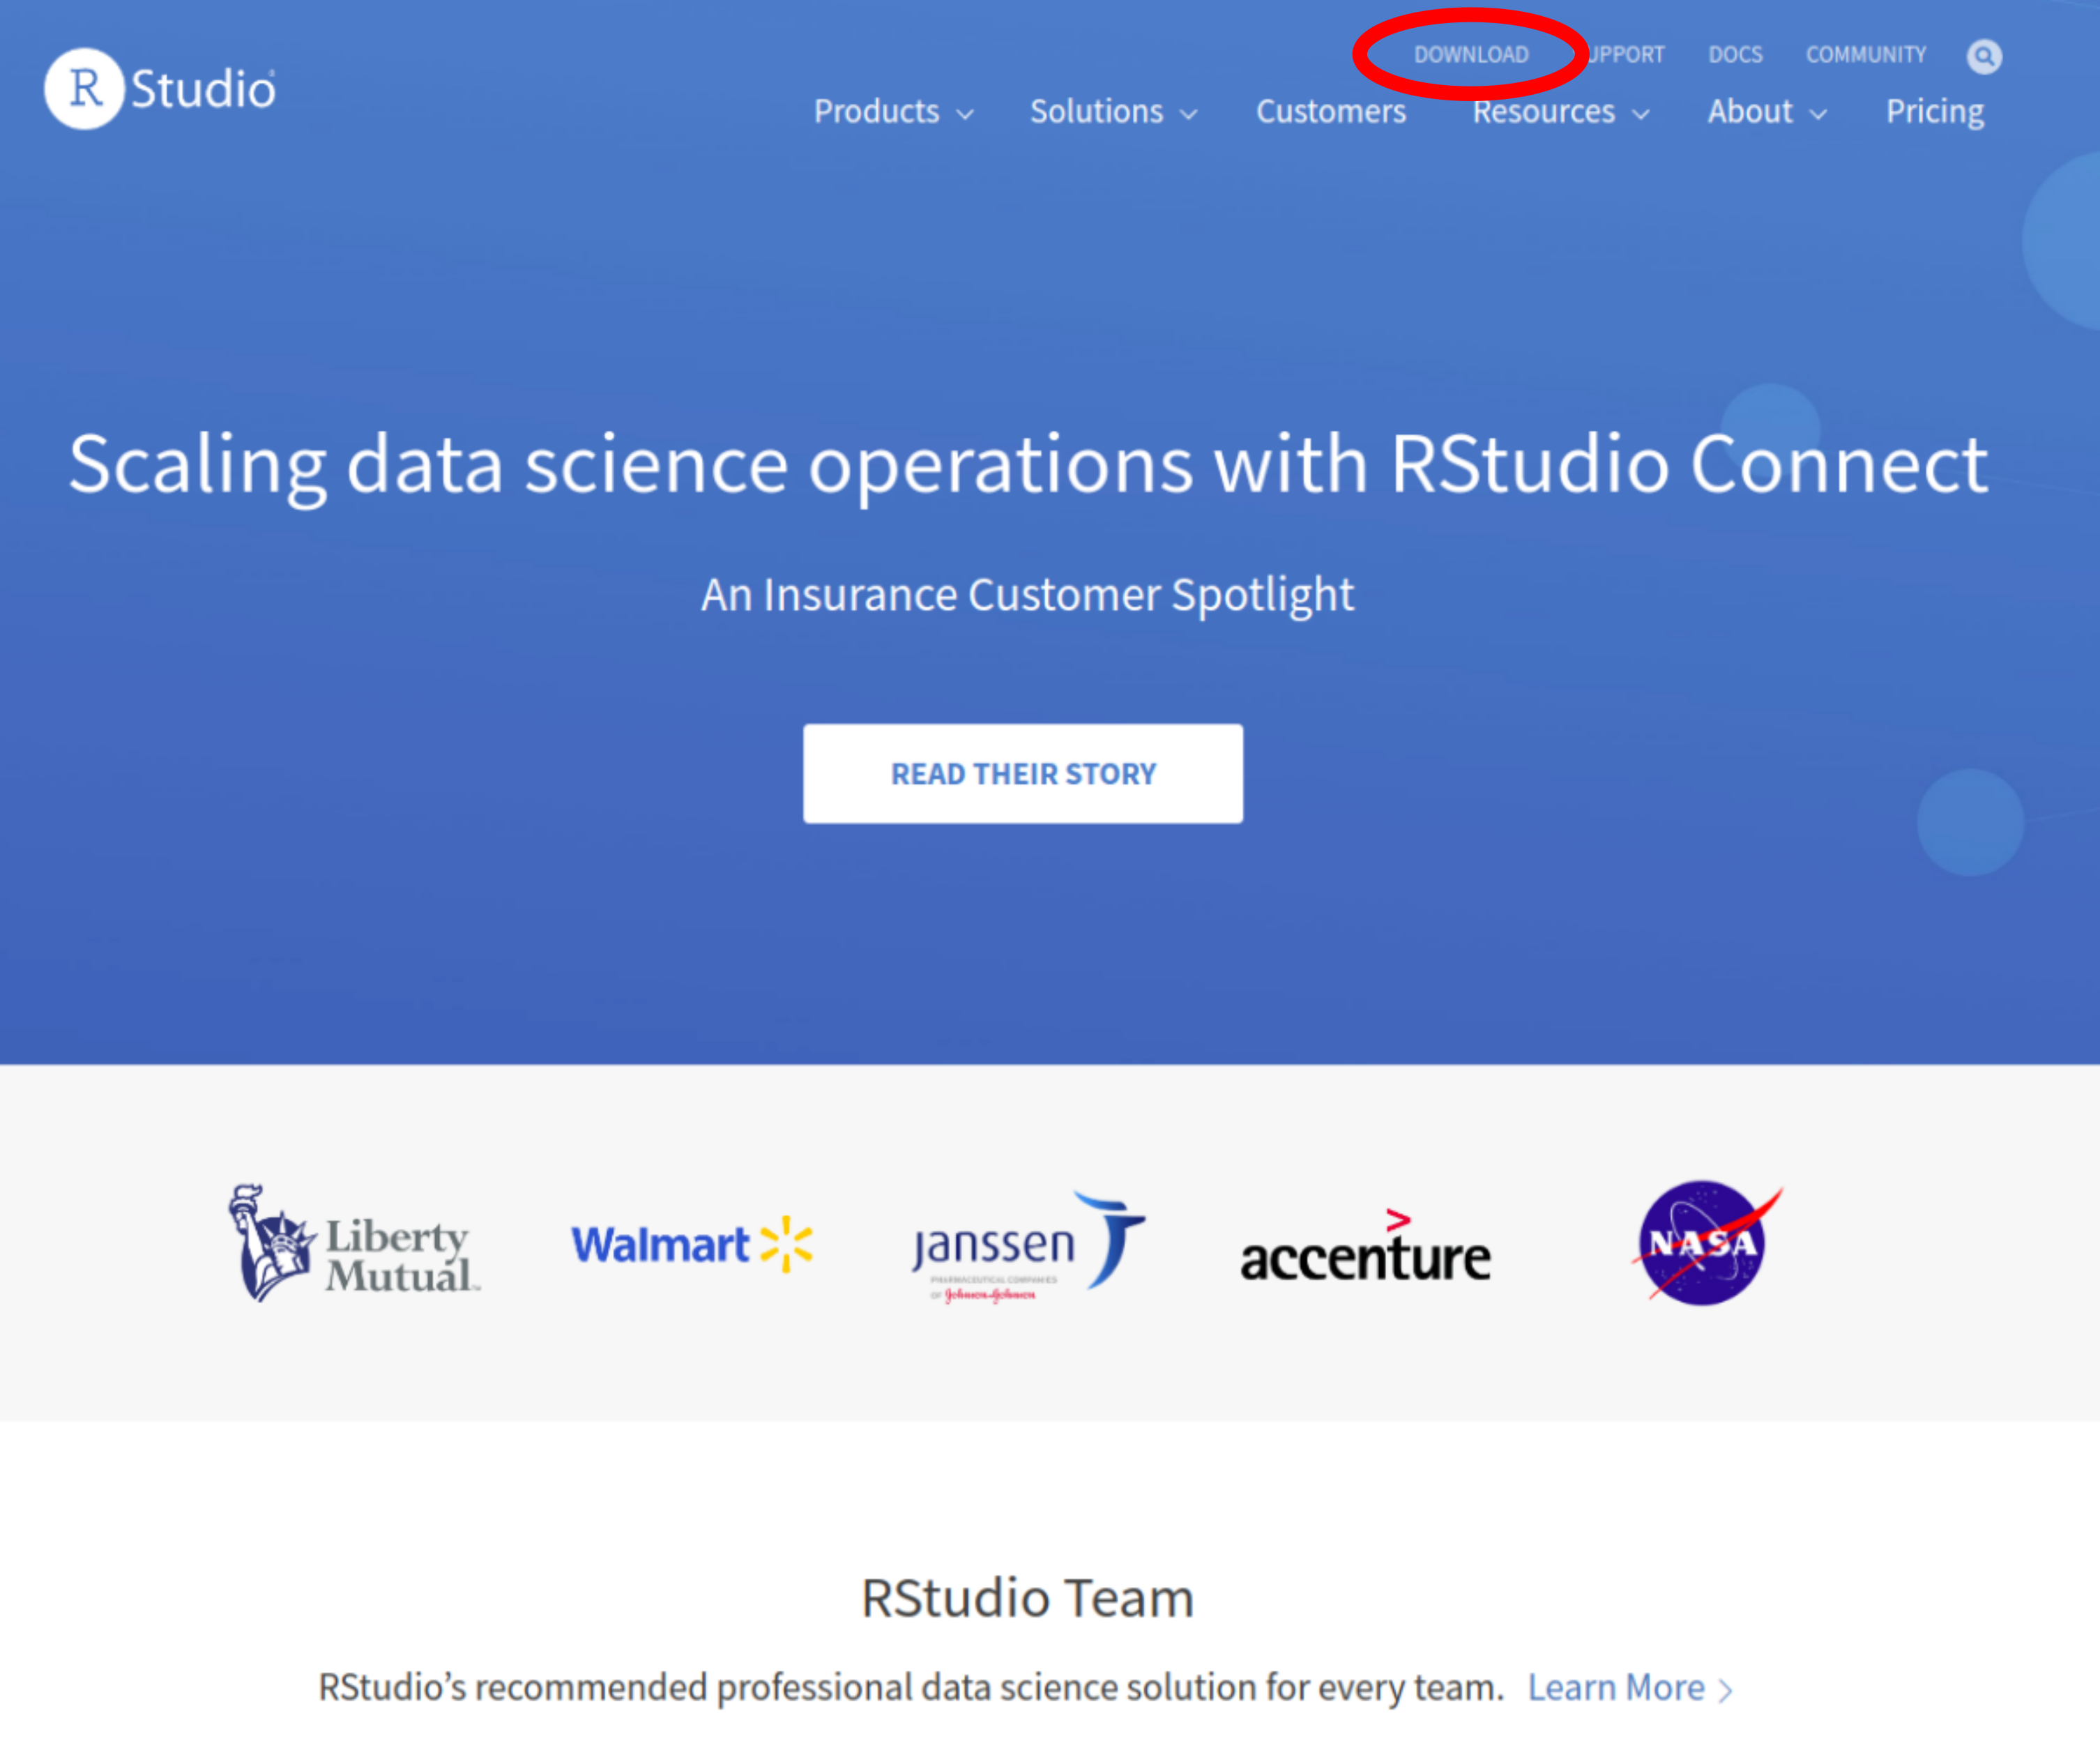 R Studio®
DOWNLOAD UPPORT DOCS COMMUNITY
Products Solutions Customers Resources About Pricing
Scaling data science operations with RStudio Connect
An Insurance Customer Spotlight
READ THEIR STORY
Liberty
Mutual™
Walmart
janssen
PHARMACEUTICAL COMPANIES
OF Johnson & Johnson
>
accenture
NASA
RStudio Team
RStudio’s recommended professional data science solution for every team. Learn More >